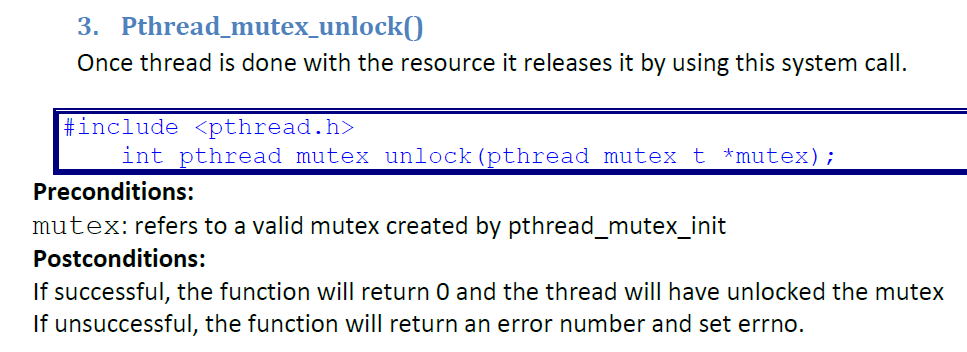 3. Pthread_mutex_unlock()
Once thread is done with the resource it releases it by using this system call.
#include <pthread.h>
int pthread mutex unlock(pthread mutex t *mutex);
Preconditions:
mutex: refers to a valid mutex created by pthread_mutex_init
Postconditions:
If successful, the function will return 0 and the thread will have unlocked the mutex
If unsuccessful, the function will return an error number and set errno.